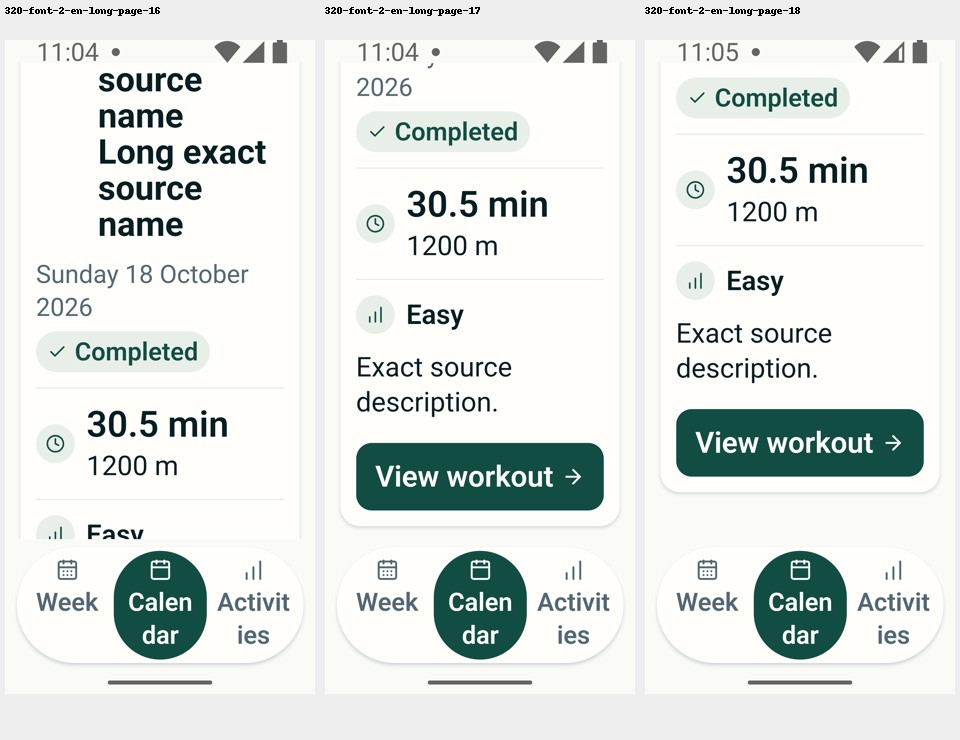 320-font-2-en-long-page-16
11:04
source
name
Long exact
source
name
Sunday 18 October
2026
Completed
30.5 min
1200 m
Easy
Week
Calen
dar
Activit
ies
320-font-2-en-long-page-17
11:04
2026
Completed
30.5 min
1200 m
Easy
Exact source
description.
View workout
Week
Calen
dar
Activit
ies
320-font-2-en-long-page-18
11:05
Completed
30.5 min
1200 m
Easy
Exact source
description.
View workout
Week
Calen
dar
Activit
ies